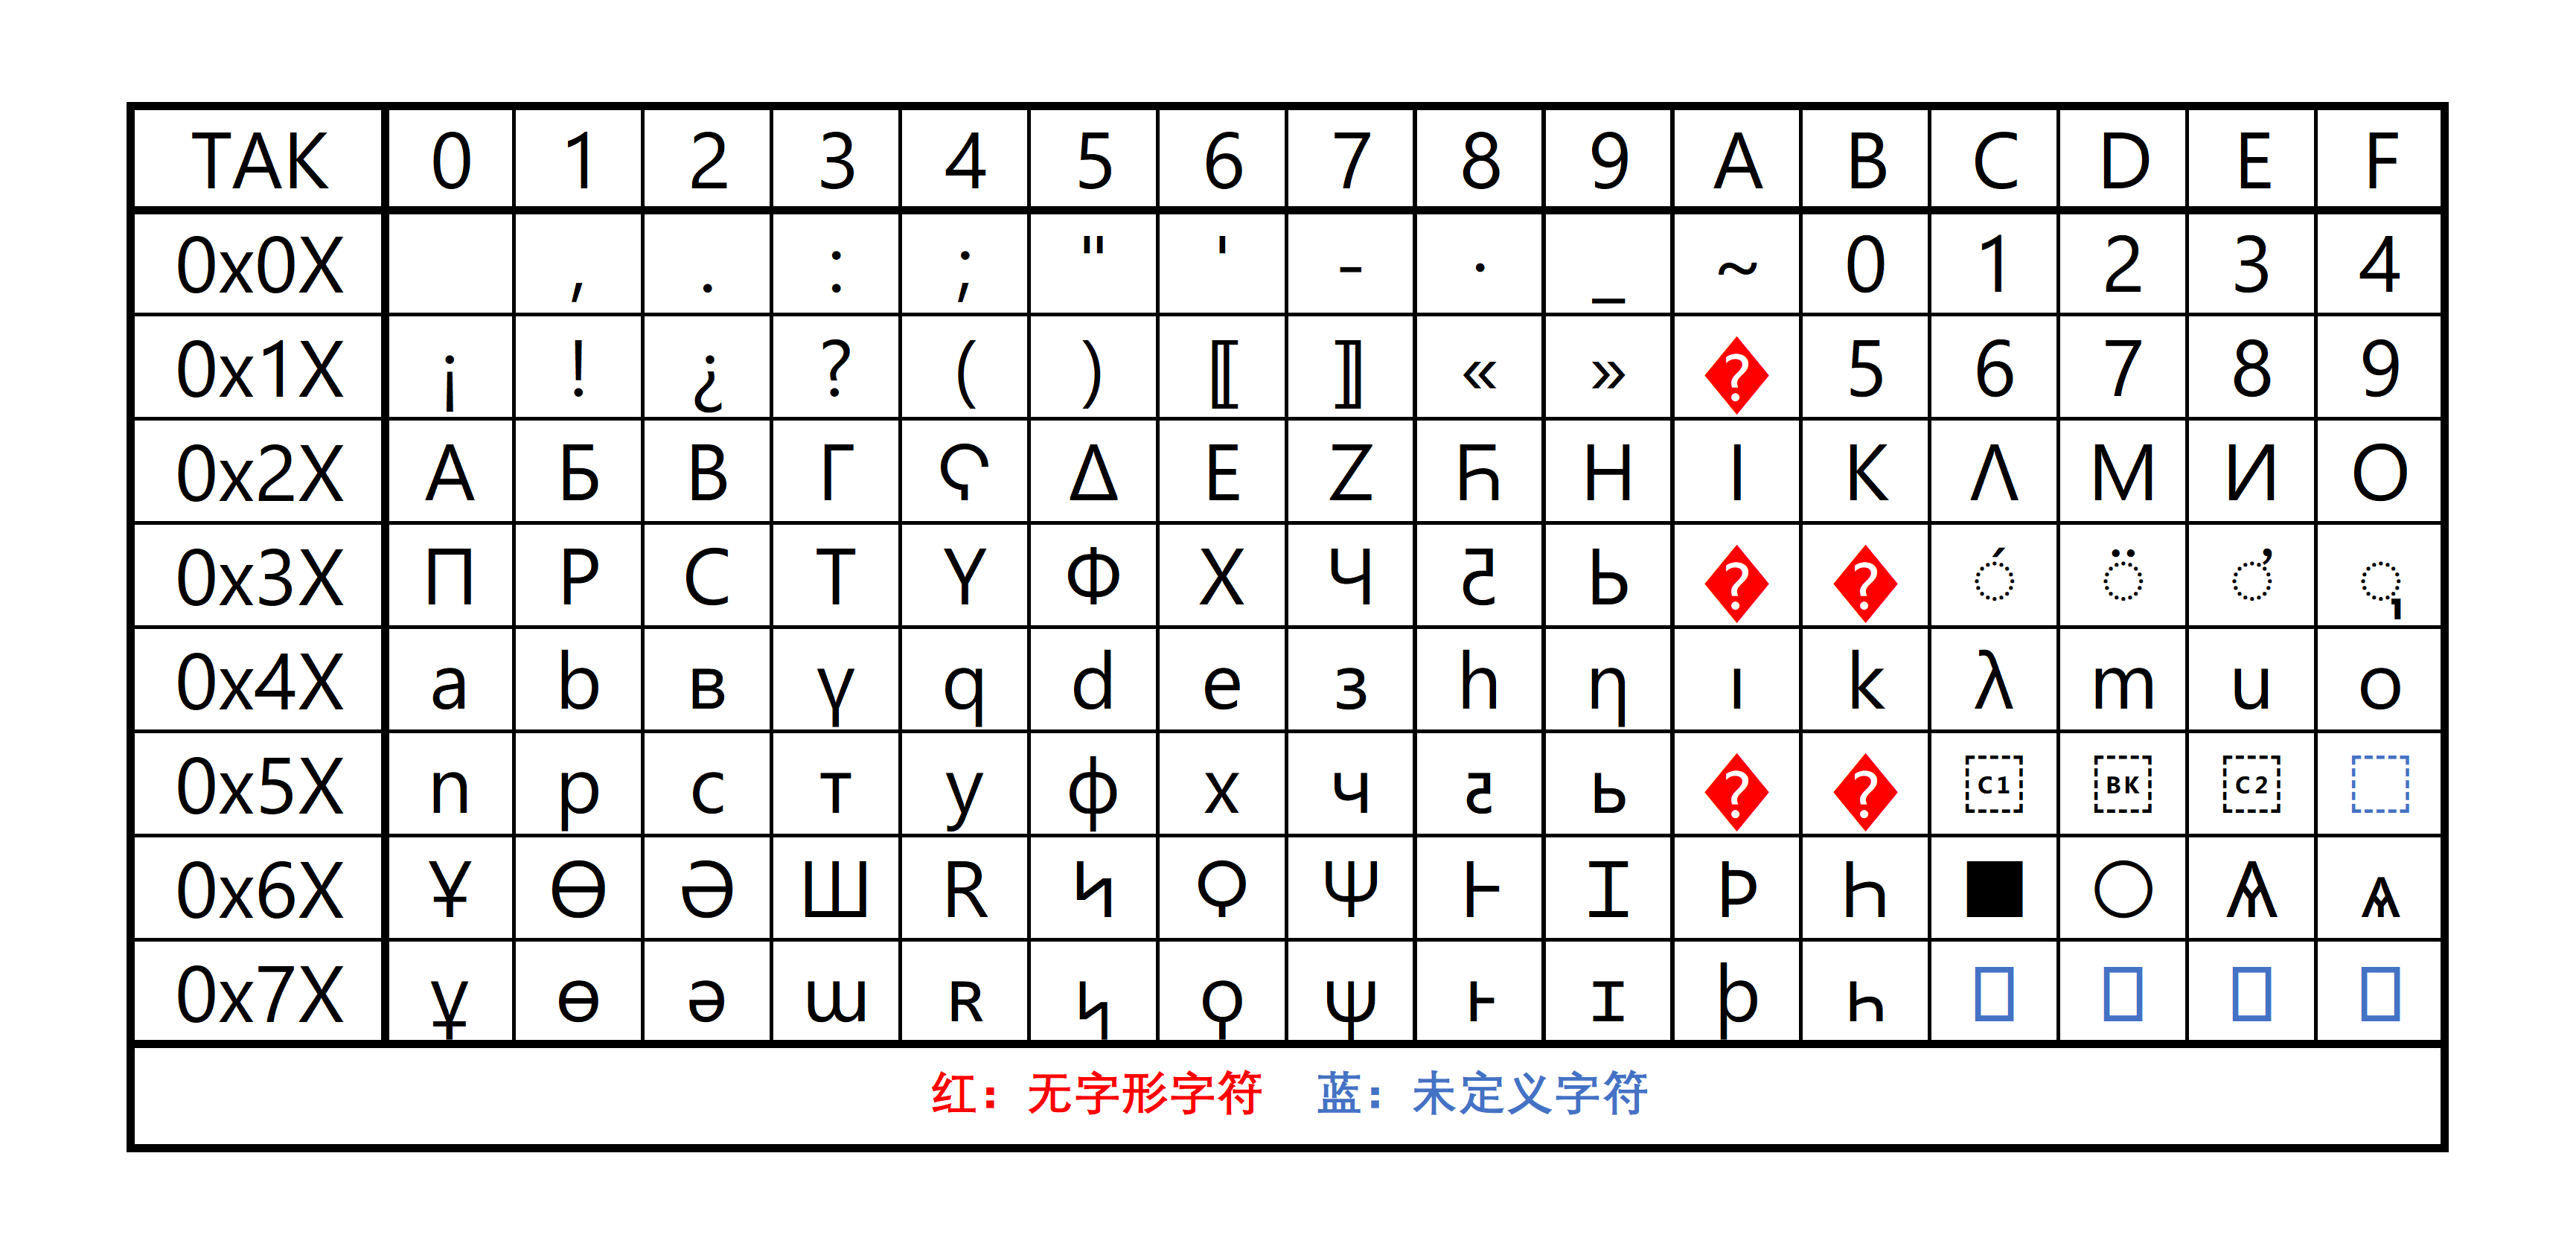 TAK 0 1 2 3 4 5 6 7 8 9 A B C D E F
0x0X , . : ; " ' - · _ ~ 0 1 2 3 4
0x1X ¡ ! ¿ ? ( ) ⟦ ⟧ « » � 5 6 7 8 9
0x2X А Б В Г Ϛ Δ Е Z Ⴌ Н І К Λ М И О
0x3X П Р С Т Y Ф Х Ч Ƨ Ь � � ◌́ ◌̈ ◌̓ ◌̢
0x4X a b в γ q d e з h η ı k λ m u o
0x5X n p c т y ф x ч ƨ ь � � C1 BK C2
0x6X Ұ Ө Ə Ш R Ϟ Ϙ Ψ Ⱶ Ꮖ Þ Һ ■ ○ Ѧ ѧ
0x7X ұ ө ə ɯ ʀ ϟ ϙ ψ ⱶ ɪ þ һ
红：无字形字符 蓝：未定义字符